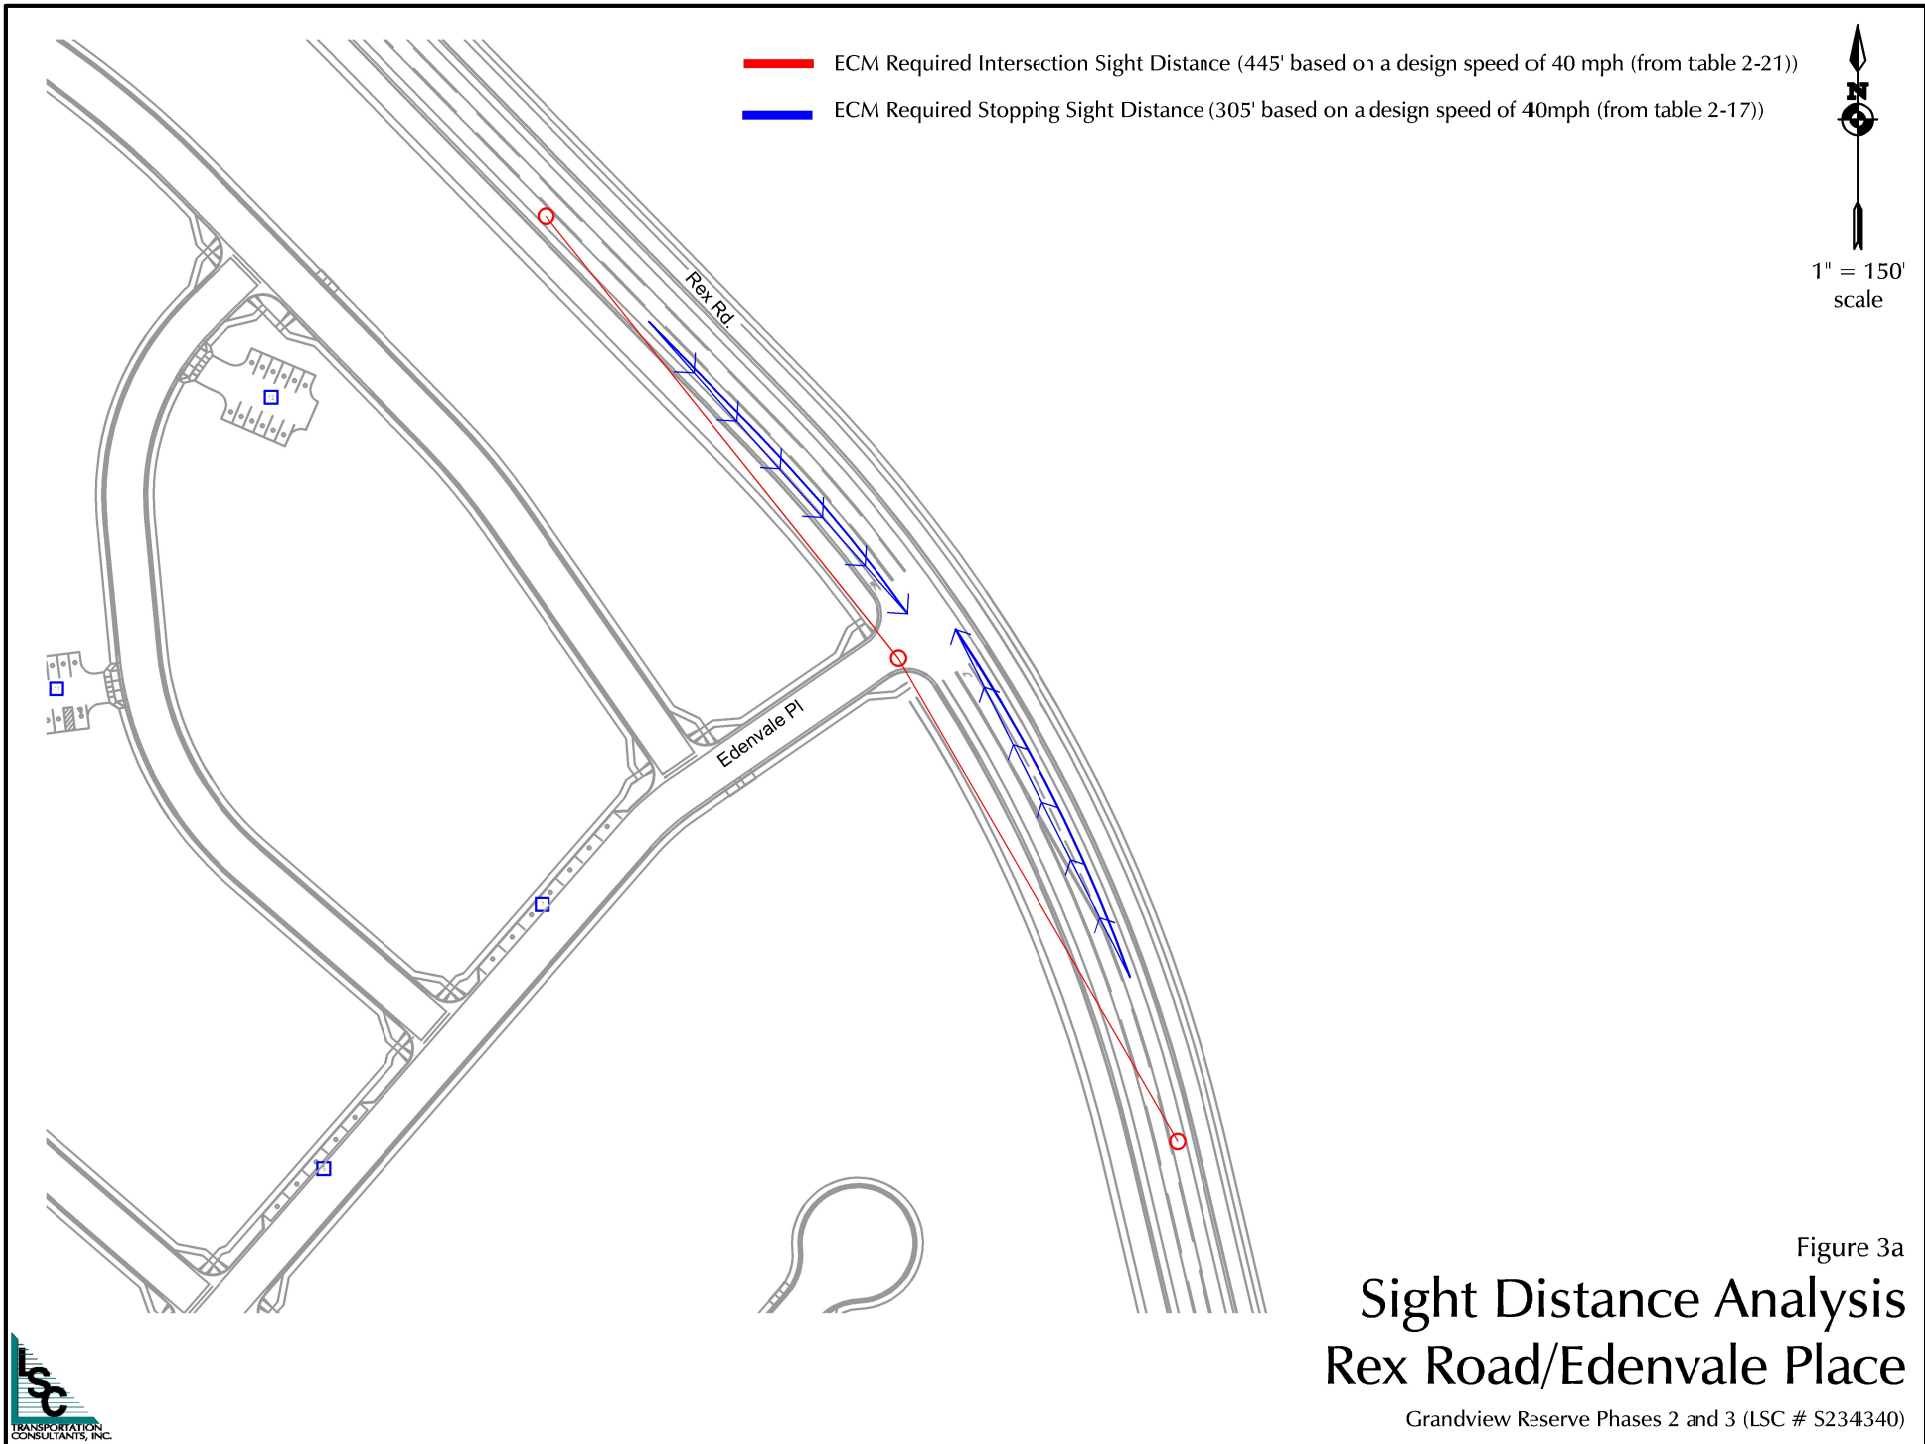 ECM Required Intersection Sight Distance (445' based on a design speed of 40 mph (from table 2-21))
ECM Required Stopping Sight Distance (305' based on a design speed of 40mph (from table 2-17))
N
1" = 150'
scale
Rex Rd.
Edenvale Pl
Figure 3a
Sight Distance Analysis
Rex Road/Edenvale Place
Grandview Reserve Phases 2 and 3 (LSC # S234340)
LSC
TRANSPORTATION
CONSULTANTS, INC.